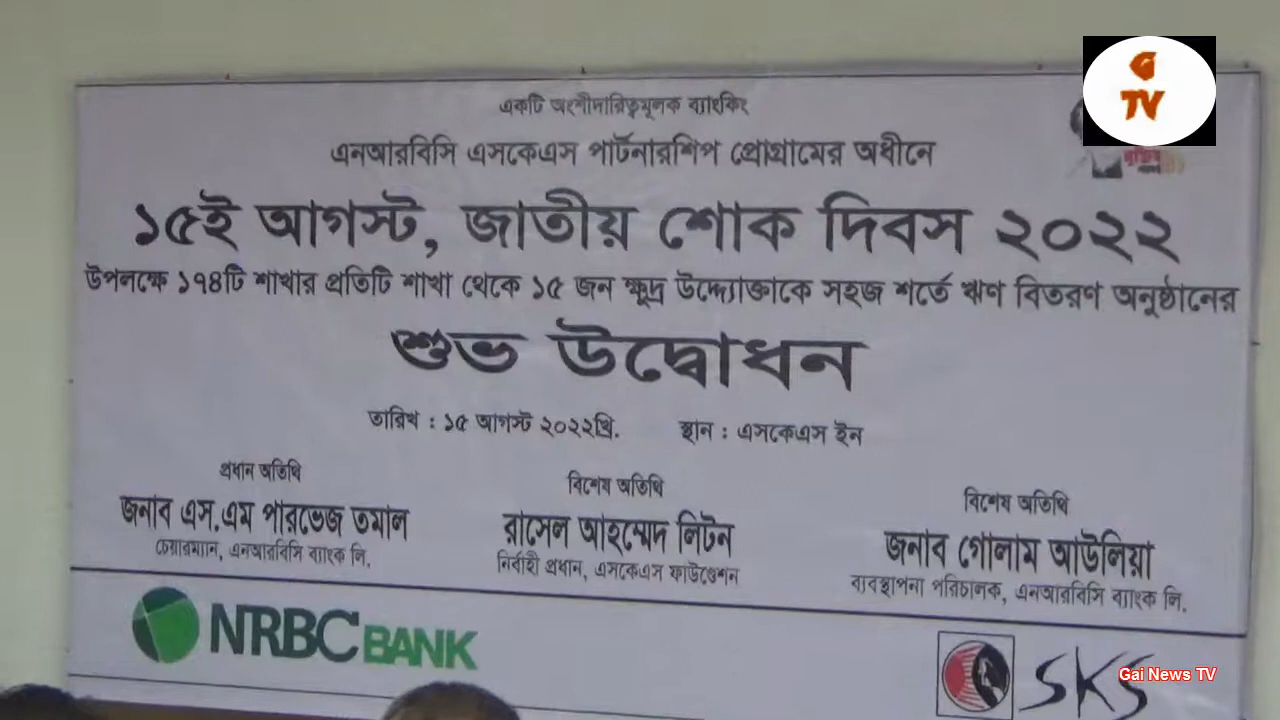 G
TV
একটি অংশীদারিত্বমূলক ব্যাংকিং
এনআরবিসি এসকেএস পার্টনারশিপ প্রোগ্রামের অধীনে
১৫ই আগস্ট, জাতীয় শোক দিবস ২০২২
উপলক্ষে ১৭৪টি শাখার প্রতিটি শাখা থেকে ১৫ জন ক্ষুদ্র উদ্দ্যোক্তাকে সহজ শর্তে ঋণ বিতরণ অনুষ্ঠানের
শুভ উদ্বোধন
তারিখ : ১৫ আগস্ট ২০২২খ্রি. স্থান : এসকেএস ইন
প্রধান অতিথি
জনাব এস.এম পারভেজ তমাল
চেয়ারম্যান, এনআরবিসি ব্যাংক লি.
বিশেষ অতিথি
রাসেল আহম্মেদ লিটন
নির্বাহী প্রধান, এসকেএস ফাউন্ডেশন
বিশেষ অতিথি
জনাব গোলাম আউলিয়া
ব্যবস্থাপনা পরিচালক, এনআরবিসি ব্যাংক লি.
NRBC BANK
SKS
Gai News TV